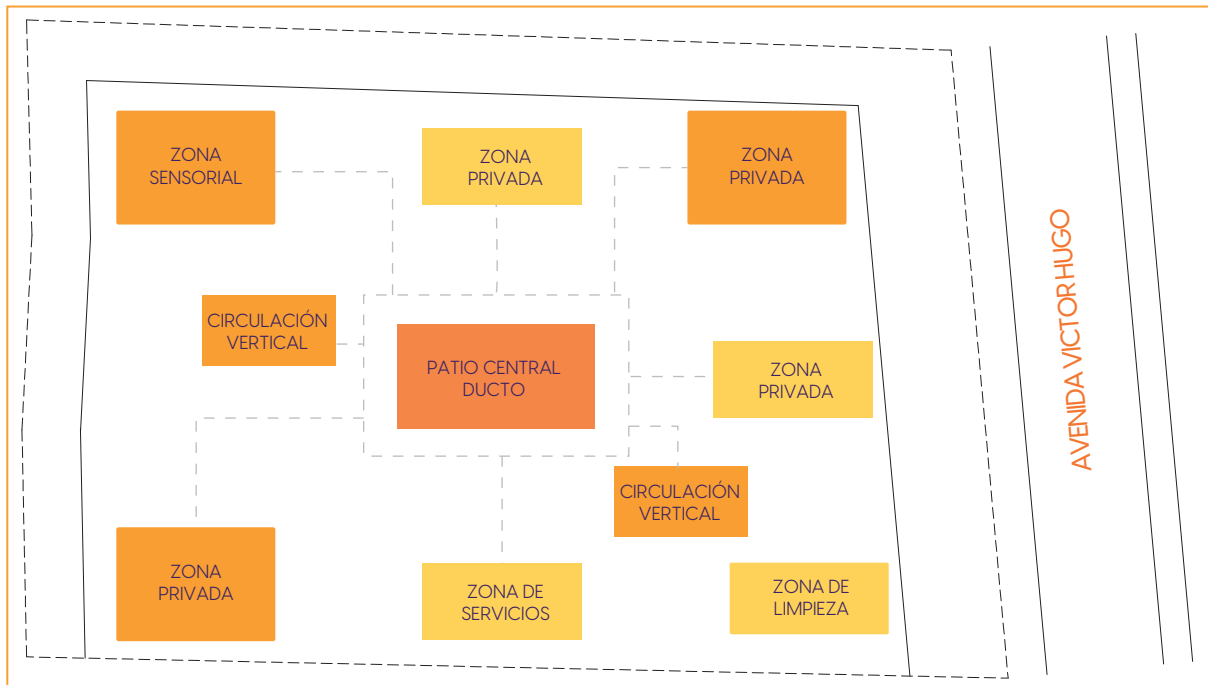 ZONA
SENSORIAL
ZONA
PRIVADA
ZONA
PRIVADA
CIRCULACIÓN
VERTICAL
PATIO CENTRAL
DUCTO
ZONA
PRIVADA
CIRCULACIÓN
VERTICAL
ZONA
PRIVADA
ZONA DE
SERVICIOS
ZONA DE
LIMPIEZA
AVENIDA VICTOR HUGO